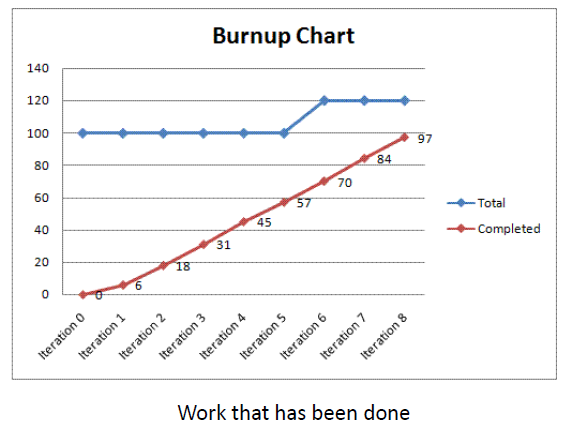 Burnup Chart
140
120
100
80
60
40
20
0
0
6
18
31
45
57
70
84
97
Iteration 0
Iteration 1
Iteration 2
Iteration 3
Iteration 4
Iteration 5
Iteration 6
Iteration 7
Iteration 8
Total
Completed
Work that has been done